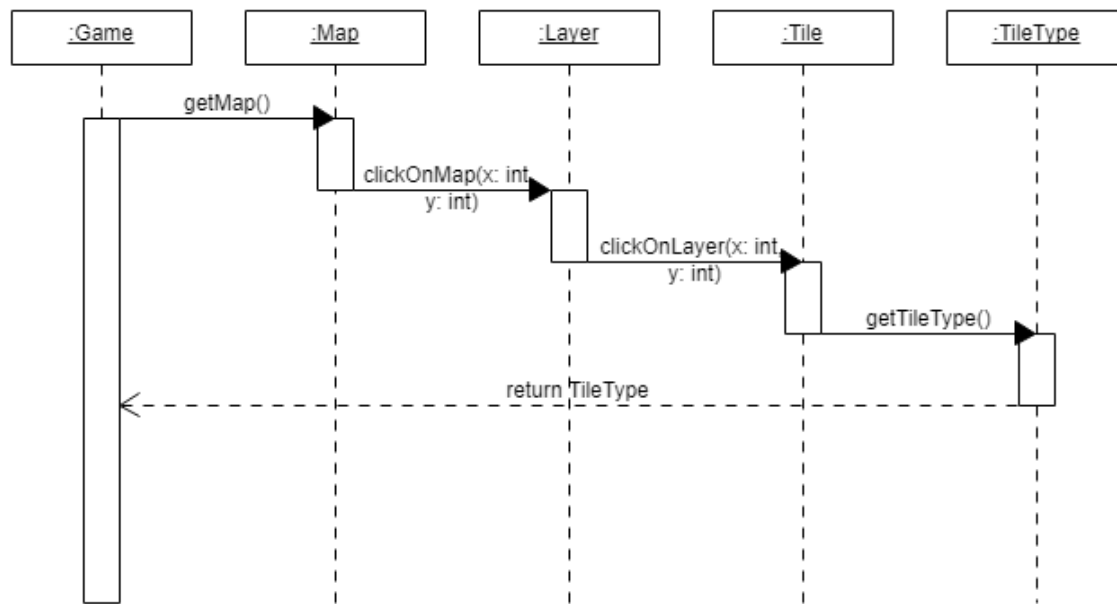 :Game
:Map
:Layer
:Tile
:TileType
getMap()
clickOnMap(x: int,
y: int)
clickOnLayer(x: int,
y: int)
getTileType()
return TileType